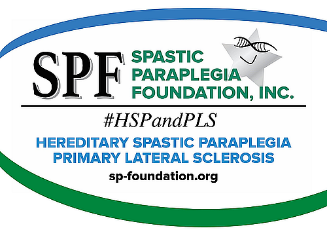 SPF SPASTIC
PARAPLEGIA
FOUNDATION, INC.
#HSPandPLS
HEREDITARY SPASTIC PARAPLEGIA
PRIMARY LATERAL SCLEROSIS
sp-foundation.org